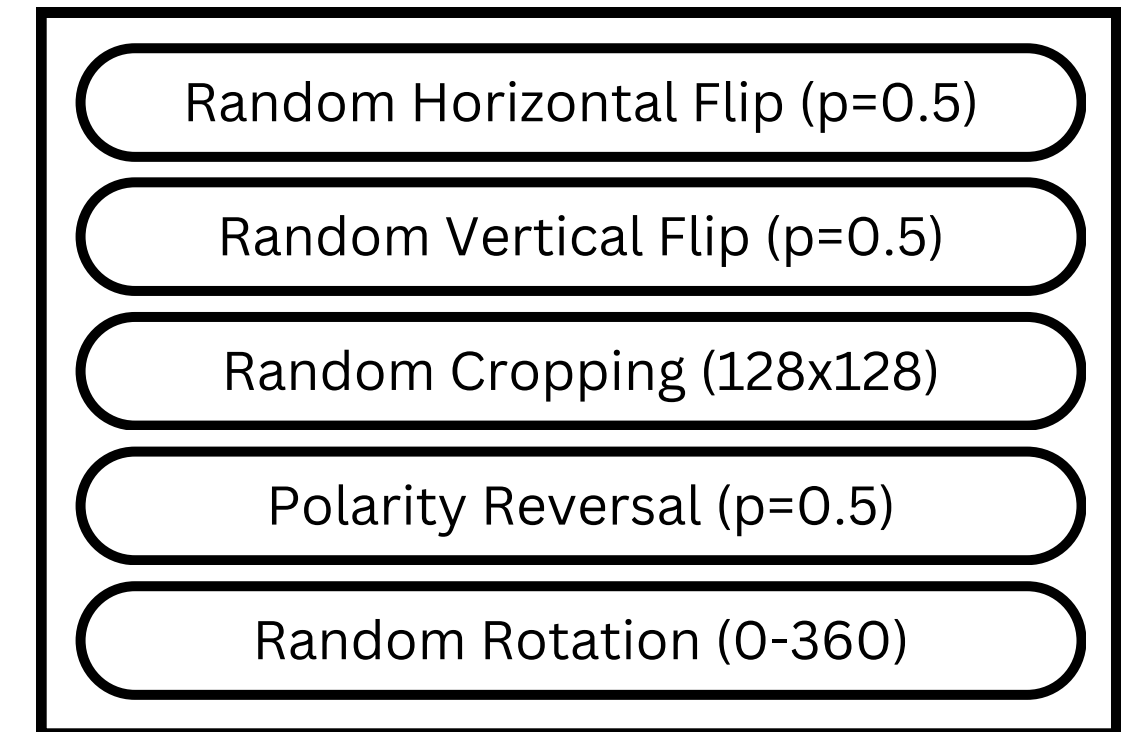 Random Horizontal Flip (p=0.5)
Random Vertical Flip (p=0.5)
Random Cropping (128x128)
Polarity Reversal (p=0.5)
Random Rotation (0-360)